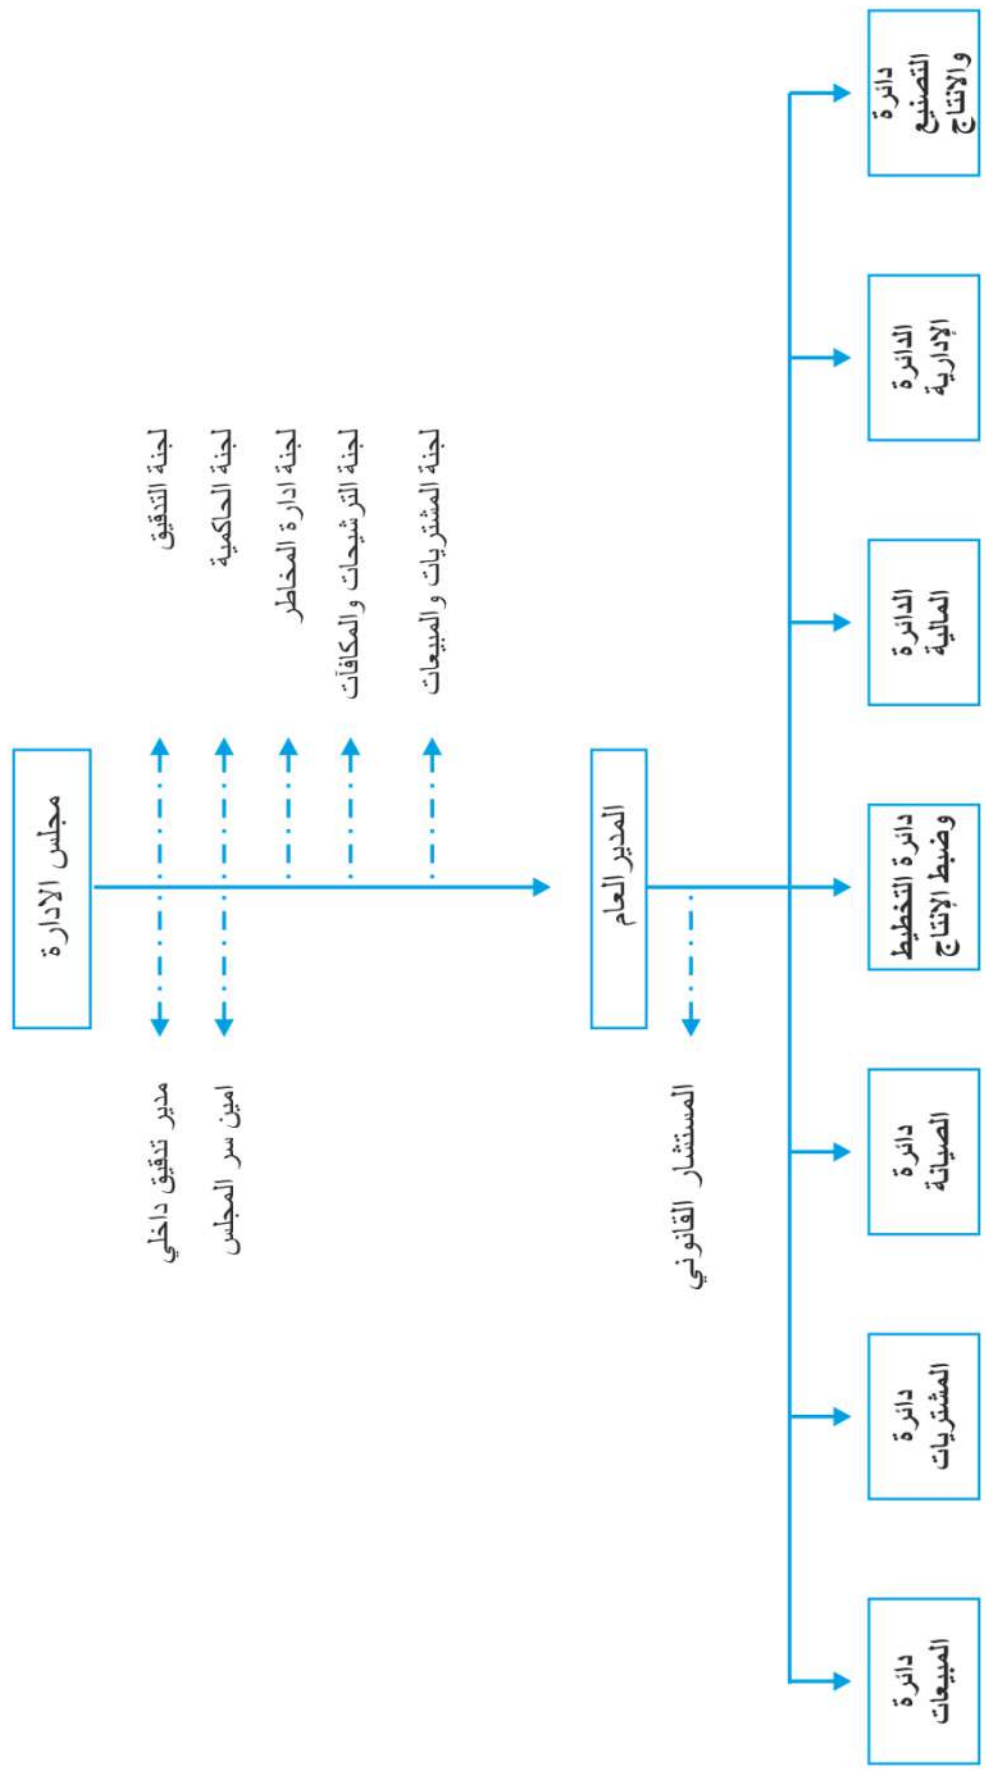 مجلس الادارة
لجنة التدقيق
مدير تدقيق داخلي
لجنة الحاكمية
امين سر المجلس
لجنة ادارة المخاطر
لجنة الترشيحات والمكافآت
لجنة المشتريات والمبيعات
المدير العام
المستشار القانوني
دائرة
التصنيع
والانتاج
الدائرة
الإدارية
الدائرة
المالية
دائرة التخطيط
وضبط الإنتاج
دائرة
الصيانة
دائرة
المشتريات
دائرة
المبيعات